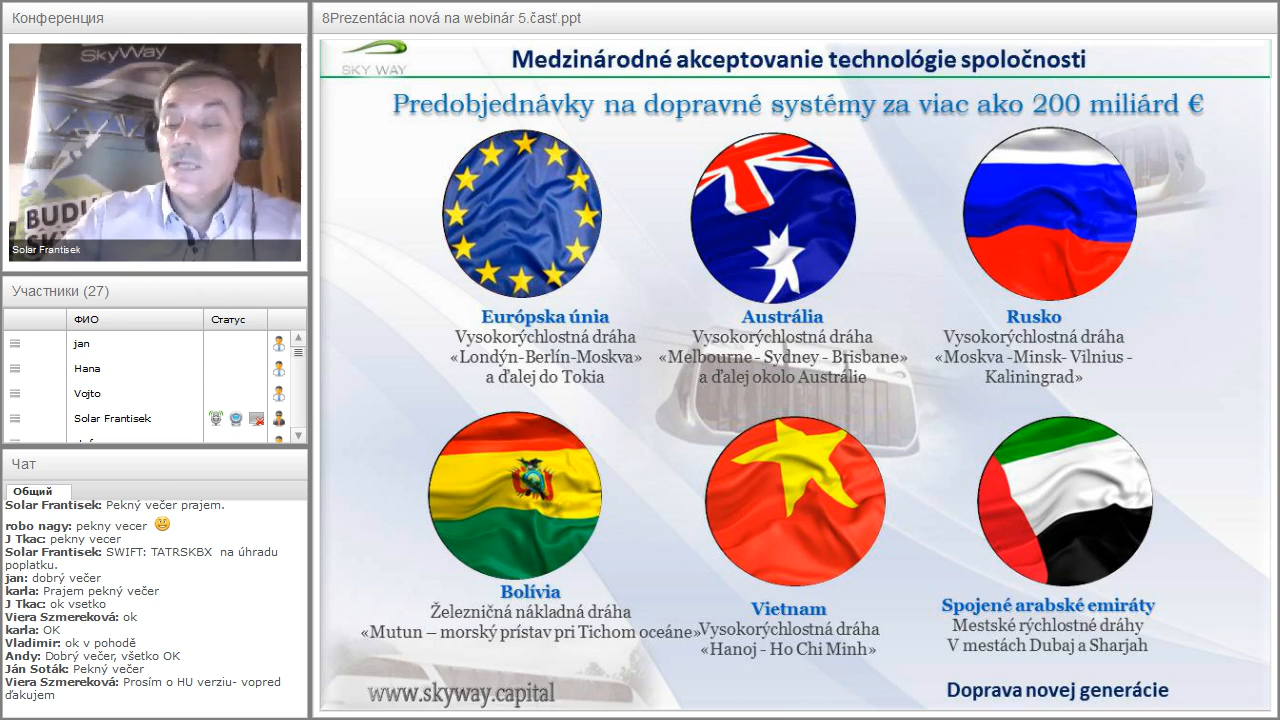 Конференция
SKYWAY
BUDU
Solar Frantisek
Участники (27)
ФИО
Статус
jan
Hana
Vojto
Solar Frantisek
Чат
Общий
Solar Frantisek: Pekný večer prajem.
robo nagy: pekny vecer
J Tkac: pekny vecer
Solar Frantisek: SWIFT: TATRSKBX na úhradu
poplatku.
jan: dobrý večer
karla: Prajem pekný večer
J Tkac: ok vsetko
Viera Szmereková: ok
karla: OK
Vladimir: ok v pohodě
Andy: Dobrý večer, všetko OK
Ján Soták: Pekný večer
Viera Szmereková: Prosím o HU verziu- vopred
ďakujem
8Prezentácia nová na webinár 5.časť.ppt
SKY WAY
Medzinárodné akceptovanie technológie spoločnosti
Predobjednávky na dopravné systémy za viac ako 200 miliárd €
Európska únia
Vysokorýchlostná dráha
«Londýn-Berlín-Moskva»
a ďalej do Tokia
Austrália
Vysokorýchlostná dráha
«Melbourne - Sydney - Brisbane»
a ďalej okolo Austrálie
Rusko
Vysokorýchlostná dráha
«Moskva -Minsk- Vilnius -
Kaliningrad»
Bolívia
Železničná nákladná dráha
«Mutun – morský prístav pri Tichom oceáne»
Vietnam
Vysokorýchlostná dráha
«Hanoj - Ho Chi Minh»
Spojené arabské emiráty
Mestské rýchlostné dráhy
V mestách Dubaj a Sharjah
www.skyway.capital
Doprava novej generácie